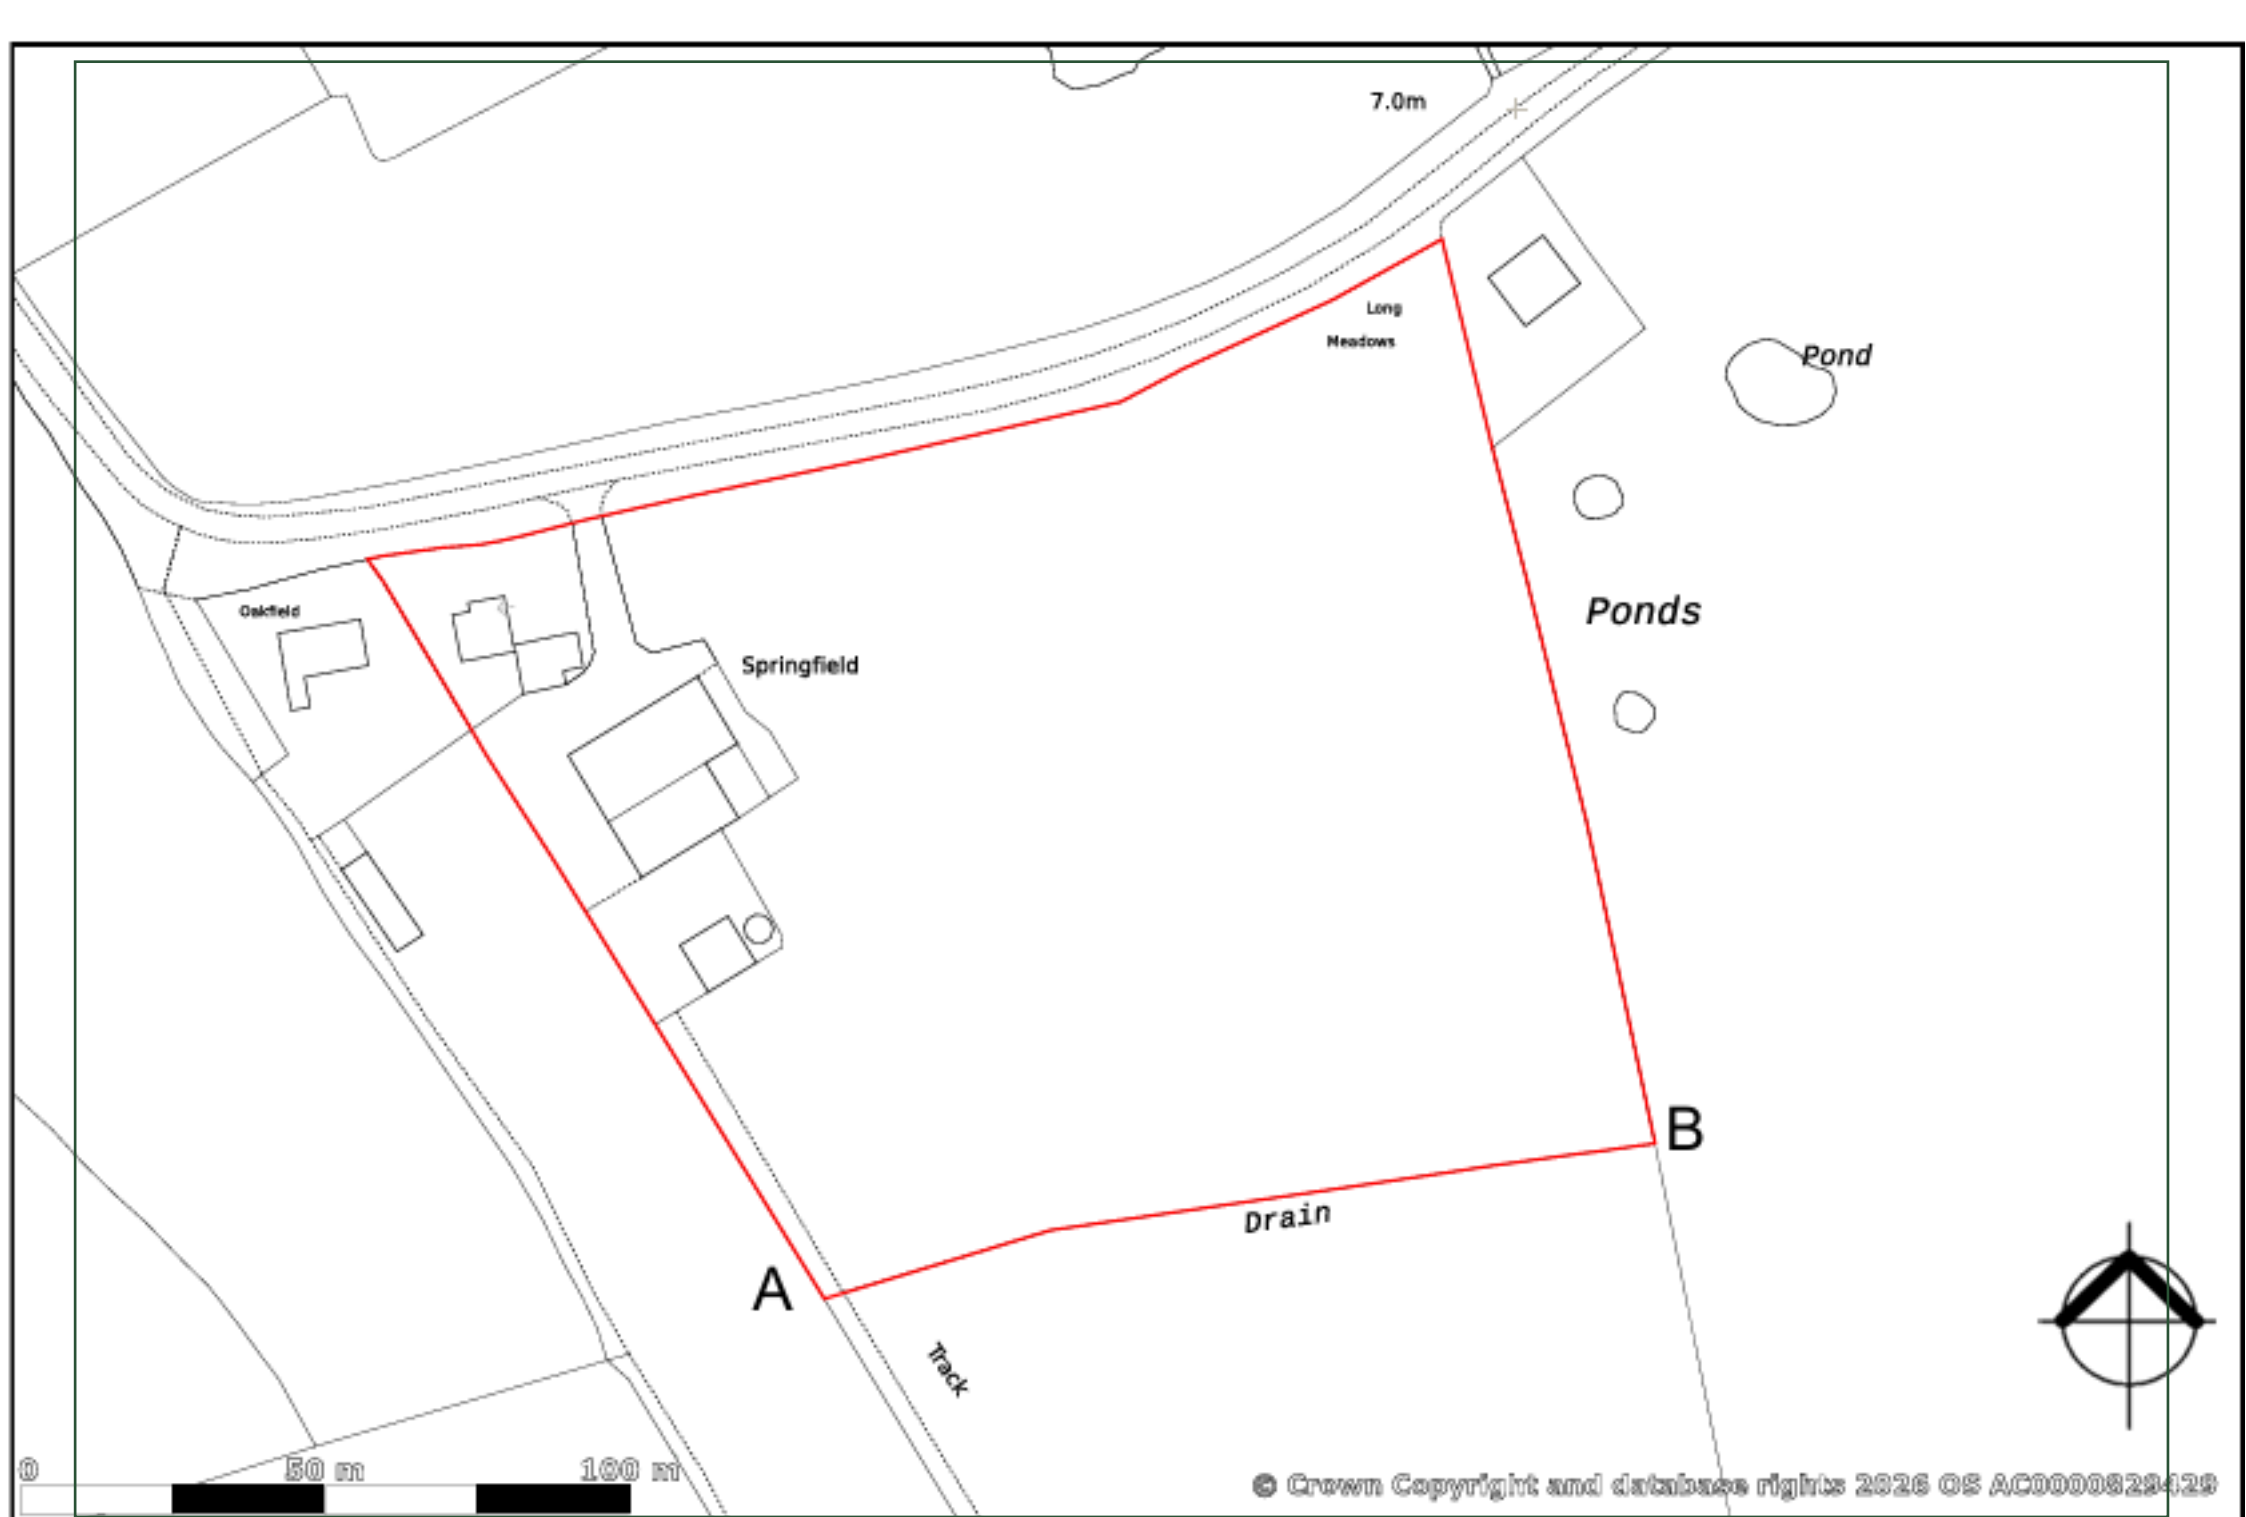 7.0m
Long
Meadows
Pond
Oakfield
Ponds
Springfield
B
Drain
A
Track
0 50 m 100 m
© Crown Copyright and database rights 2026 OS AC0000829429